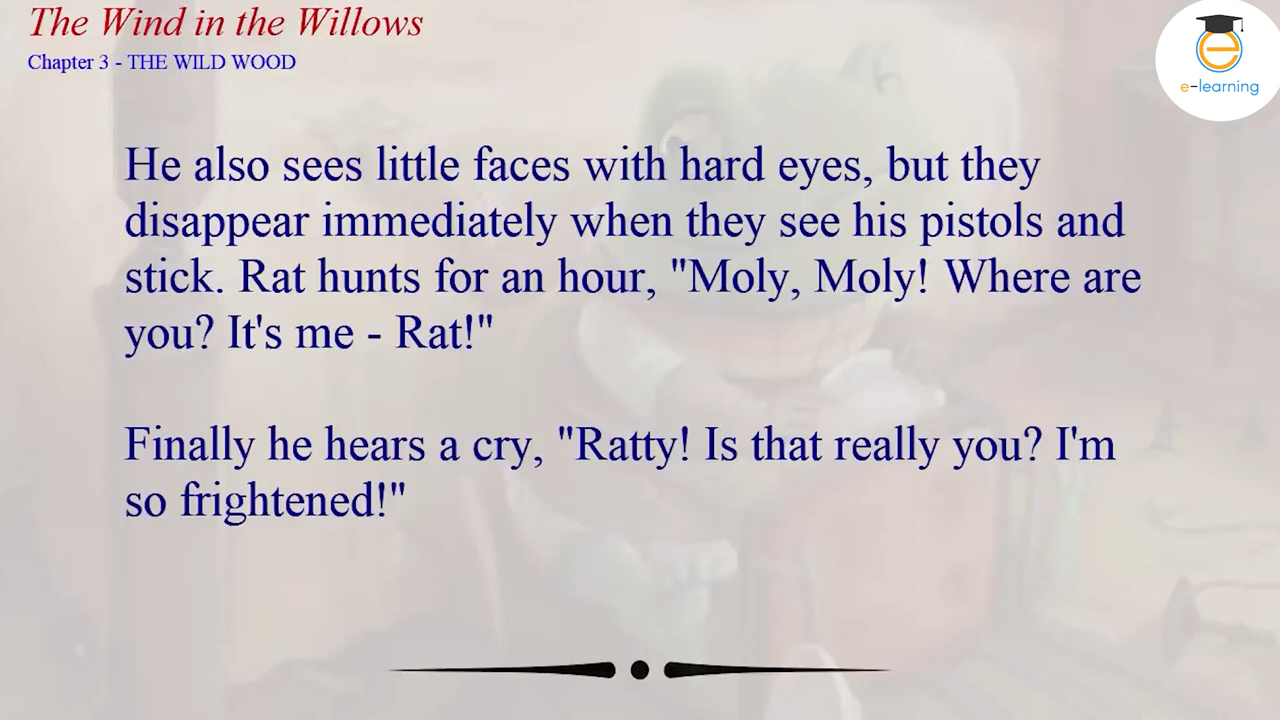 The Wind in the Willows
Chapter 3 - THE WILD WOOD
e
e-learning
He also sees little faces with hard eyes, but they
disappear immediately when they see his pistols and
stick. Rat hunts for an hour, "Moly, Moly! Where are
you? It's me - Rat!"
Finally he hears a cry, "Ratty! Is that really you? I'm
so frightened!"